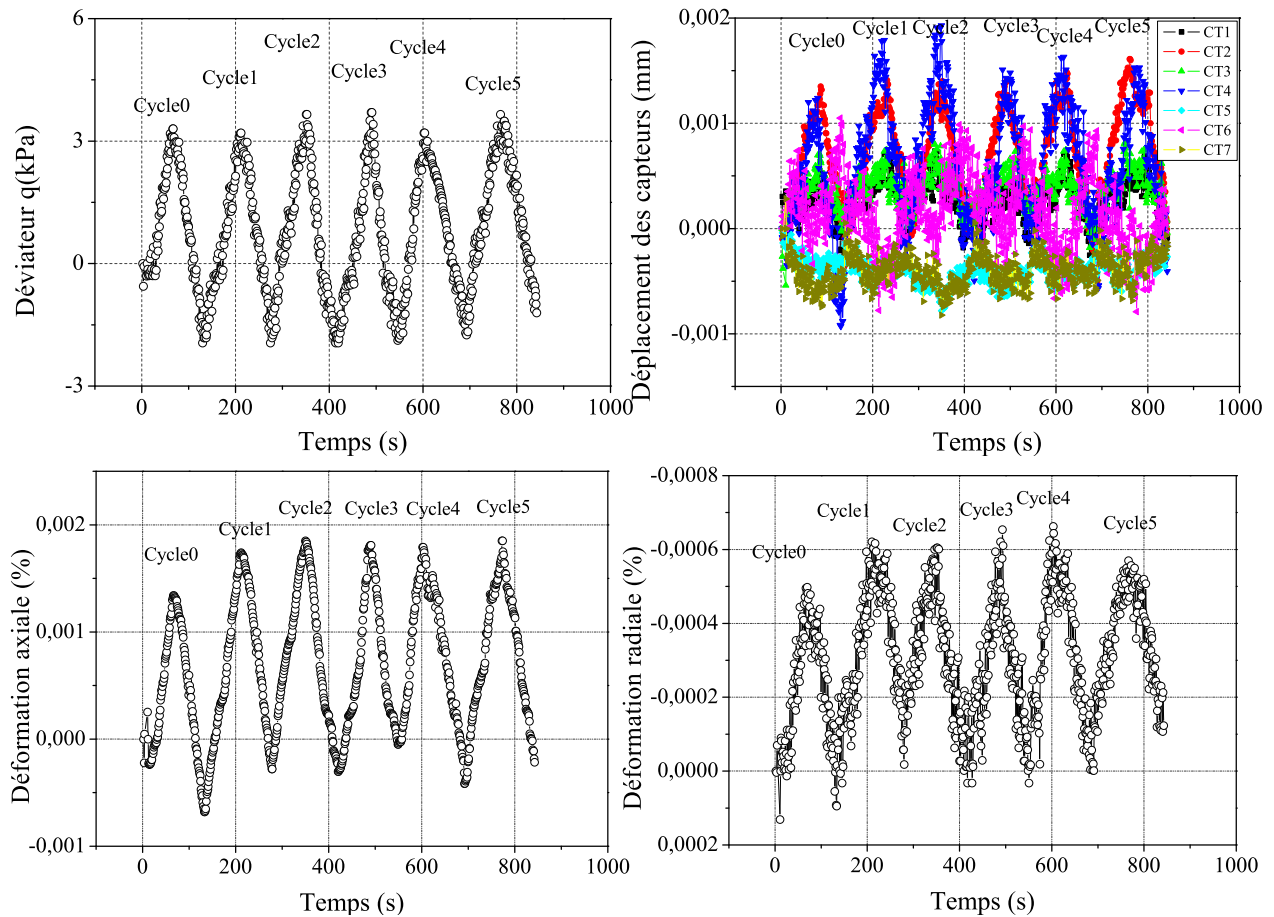 6
3
0
-3
0
200
400
600
800
1000
Déviateur q(kPa)
Temps (s)
Cycle0
Cycle1
Cycle2
Cycle3
Cycle4
Cycle5
0,002
0,001
0,000
-0,001
0
200
400
600
800
1000
Déplacement des capteurs (mm)
Temps (s)
Cycle0
Cycle1
Cycle2
Cycle3
Cycle4
Cycle5
CT1
CT2
CT3
CT4
CT5
CT6
CT7
0,002
0,001
0,000
-0,001
0
200
400
600
800
1000
Déformation axiale (%)
Temps (s)
Cycle0
Cycle1
Cycle2
Cycle3
Cycle4
Cycle5
-0,0008
-0,0006
-0,0004
-0,0002
0,0000
0,0002
0
200
400
600
800
1000
Déformation radiale (%)
Temps (s)
Cycle0
Cycle1
Cycle2
Cycle3
Cycle4
Cycle5